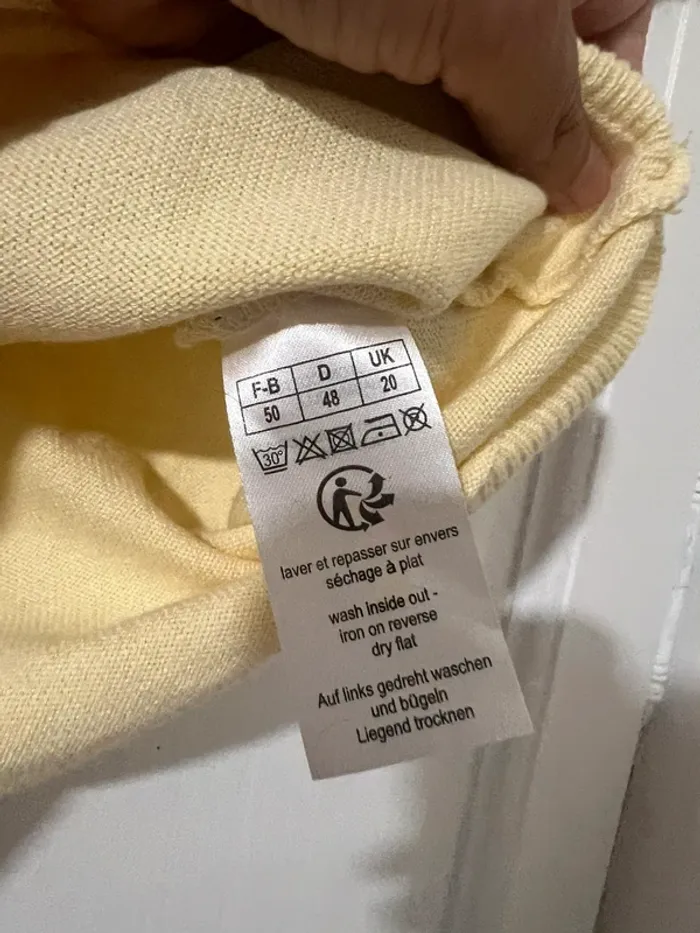 F-B D UK
50 48 20
30°
laver et repasser sur envers
séchage à plat
wash inside out -
iron on reverse
dry flat
Auf links gedreht waschen
und bügeln
Liegend trocknen